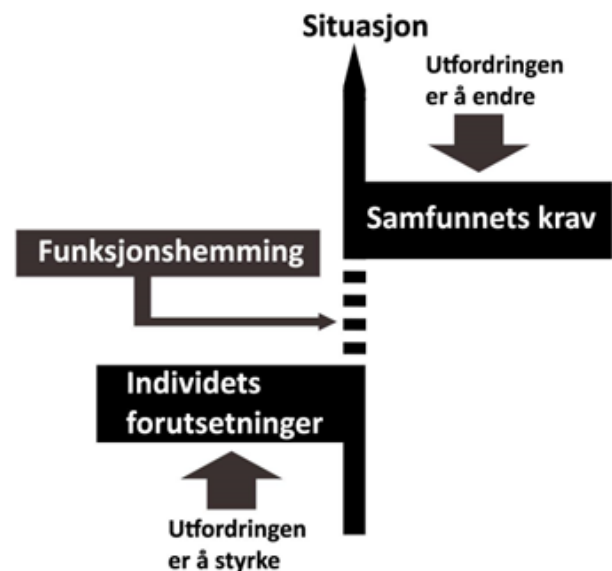 Situasjon
Utfordringen
er å endre
Samfunnets krav
Funksjonshemming
Individets
forutsetninger
Utfordringen
er å styrke